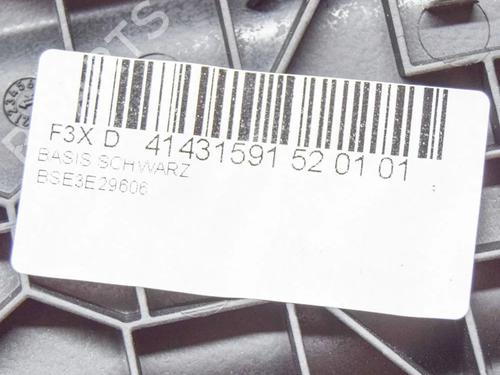 F3X D 41431591 52 01 01
BASIS SCHWARZ
BSE3E29606